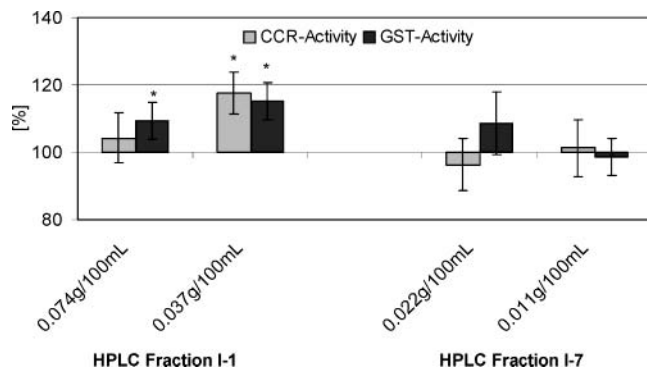 140
CCR-Activity GST-Activity
* *
120
*
[%]
100
80
0.074g/100mL 0.037g/100mL 0.022g/100mL 0.011g/100mL
HPLC Fraction I-1 HPLC Fraction I-7